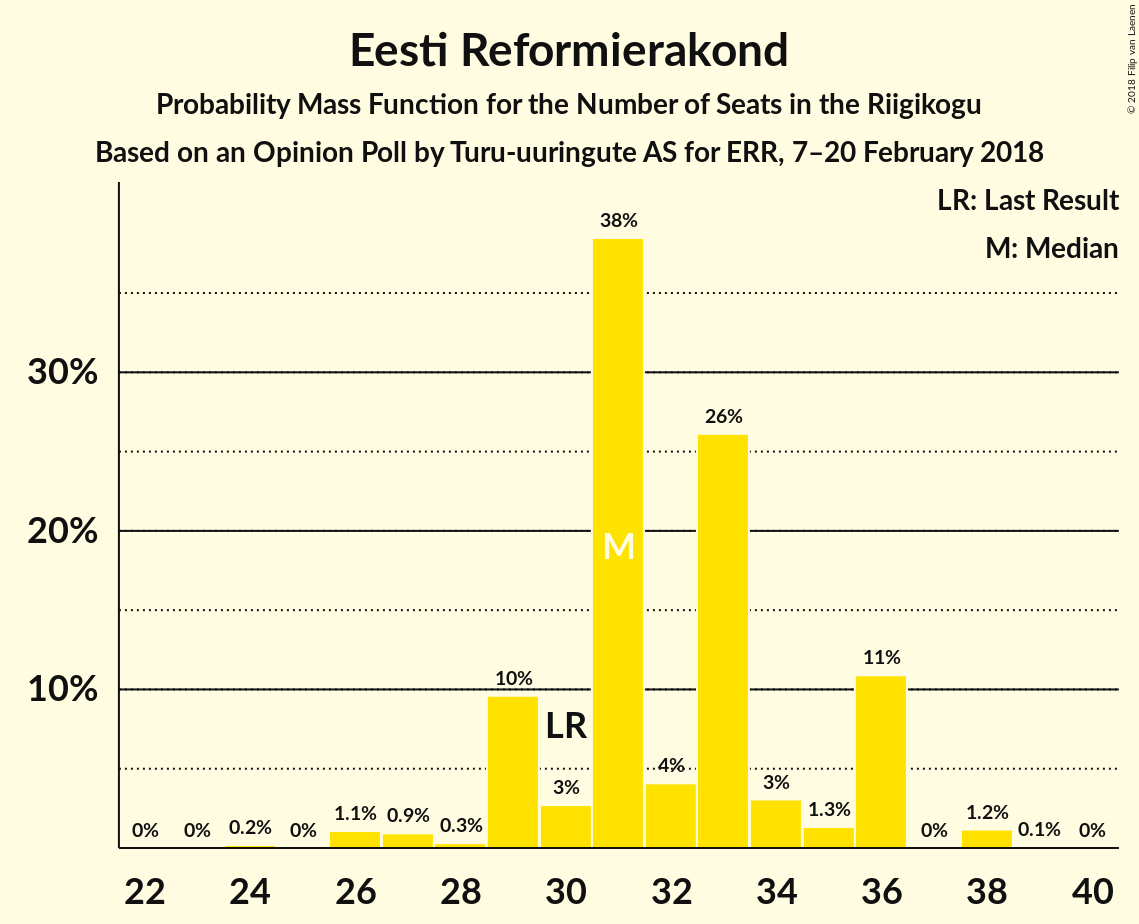 Eesti Reformierakond
Probability Mass Function for the Number of Seats in the Riigikogu
Based on an Opinion Poll by Turu-uuringute AS for ERR, 7–20 February 2018
© 2018 Filip van Laenen
LR: Last Result
M: Median
30%
20%
10%
0%
0%
0.2%
0%
1.1%
0.9%
0.3%
10%
LR
3%
38%
M
4%
26%
3%
1.3%
11%
0%
1.2%
0.1%
0%
22 24 26 28 30 32 34 36 38 40